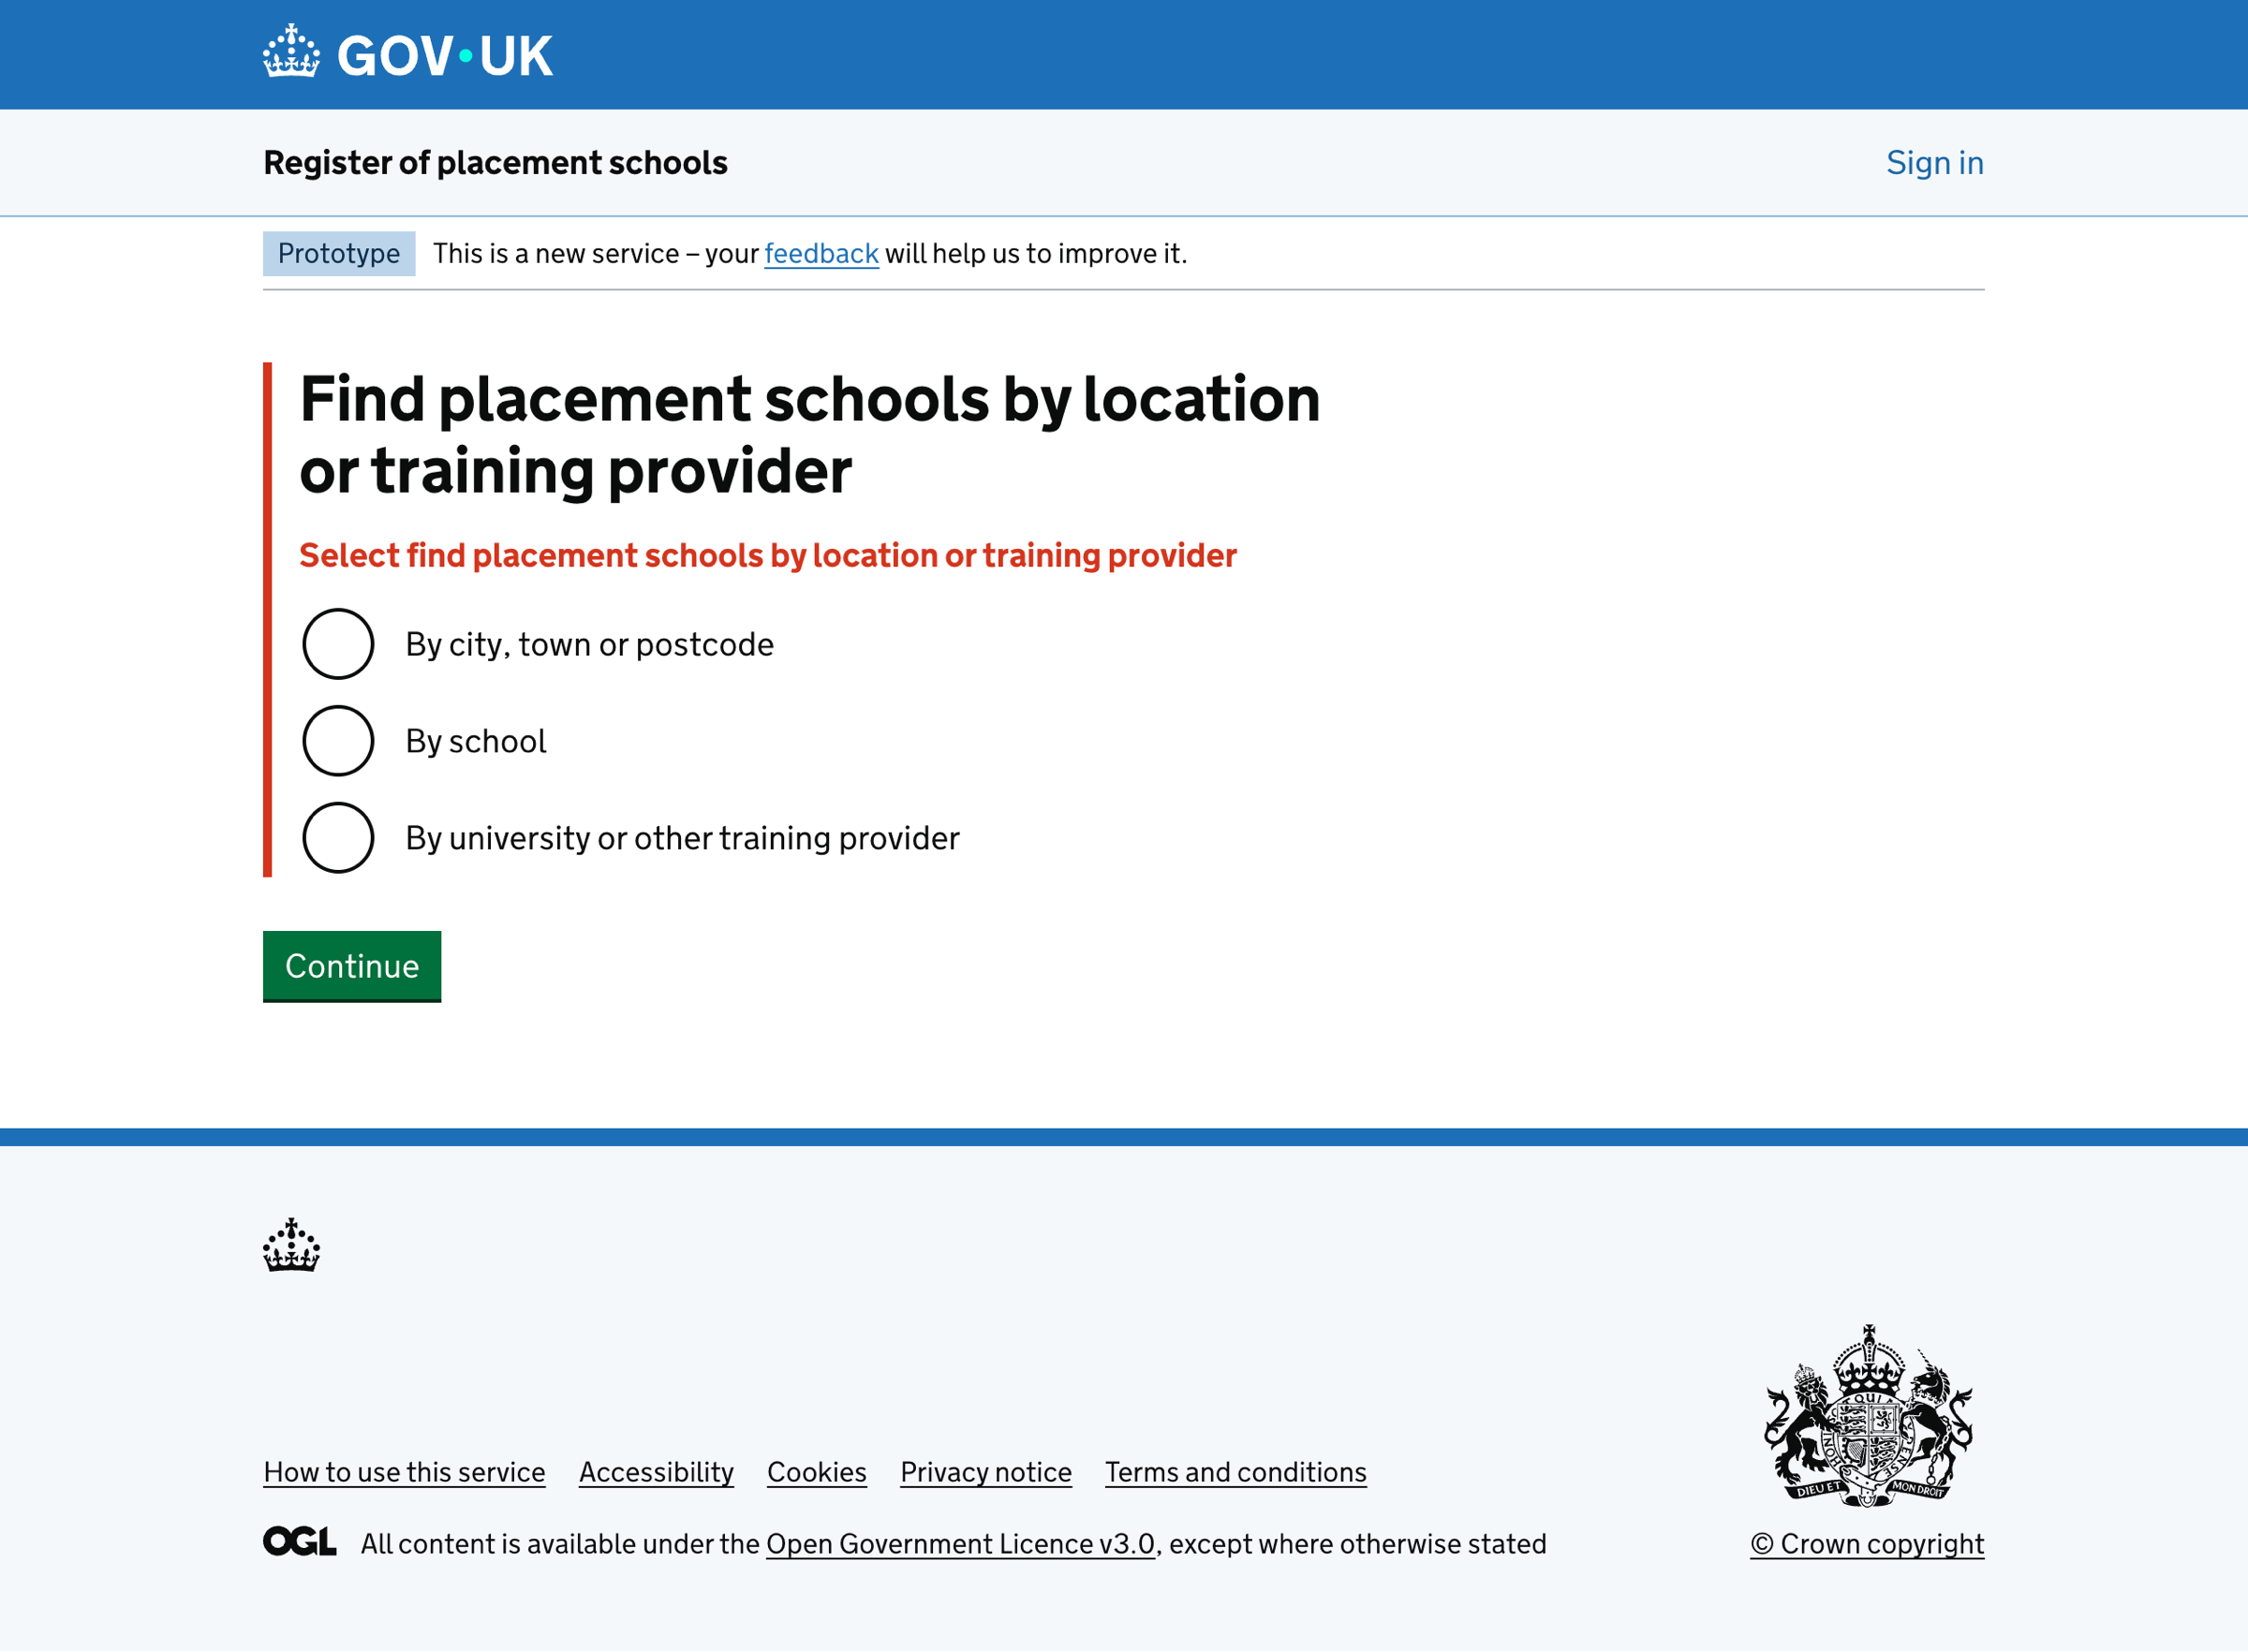 GOV·UK
Register of placement schools
Sign in
Prototype
This is a new service – your feedback will help us to improve it.
Find placement schools by location
or training provider
Select find placement schools by location or training provider
By city, town or postcode
By school
By university or other training provider
Continue
How to use this service
Accessibility
Cookies
Privacy notice
Terms and conditions
DIEU ET
MON DROIT
OGL
All content is available under the Open Government Licence v3.0, except where otherwise stated
© Crown copyright